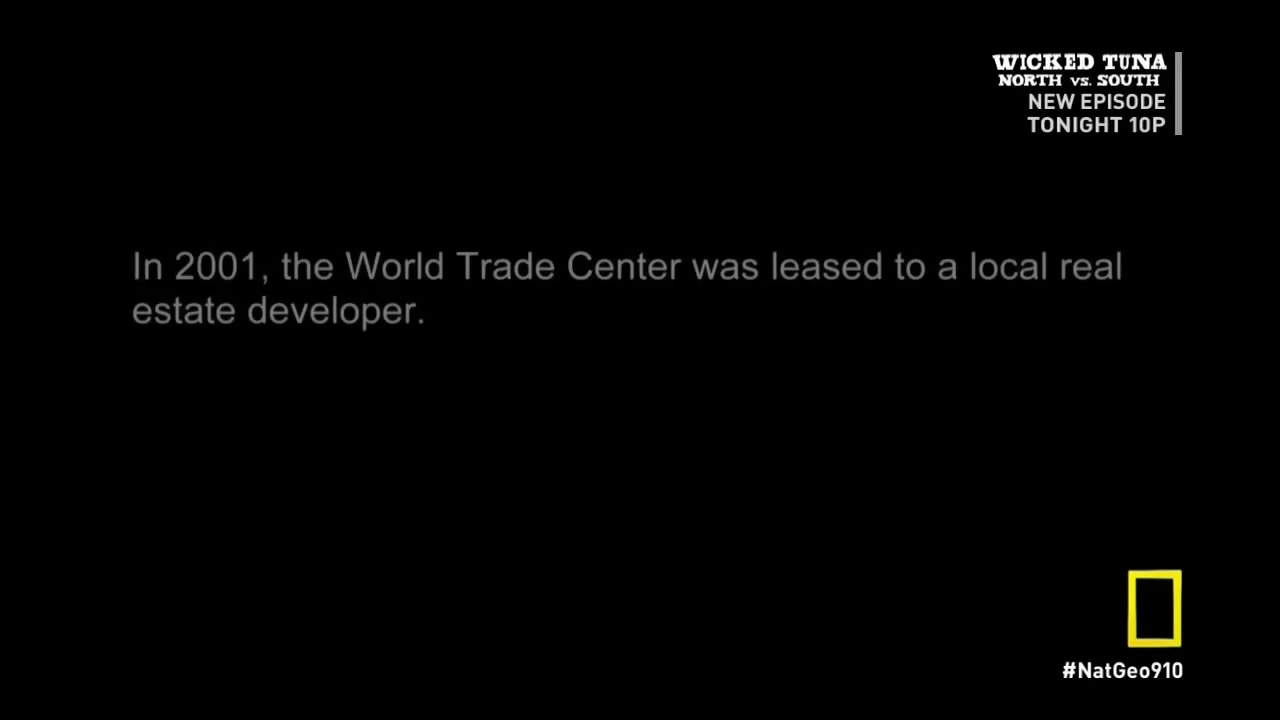 WICKED TUNA
NORTH vs. SOUTH
NEW EPISODE
TONIGHT 10P
In 2001, the World Trade Center was leased to a local real
estate developer.
#NatGeo910